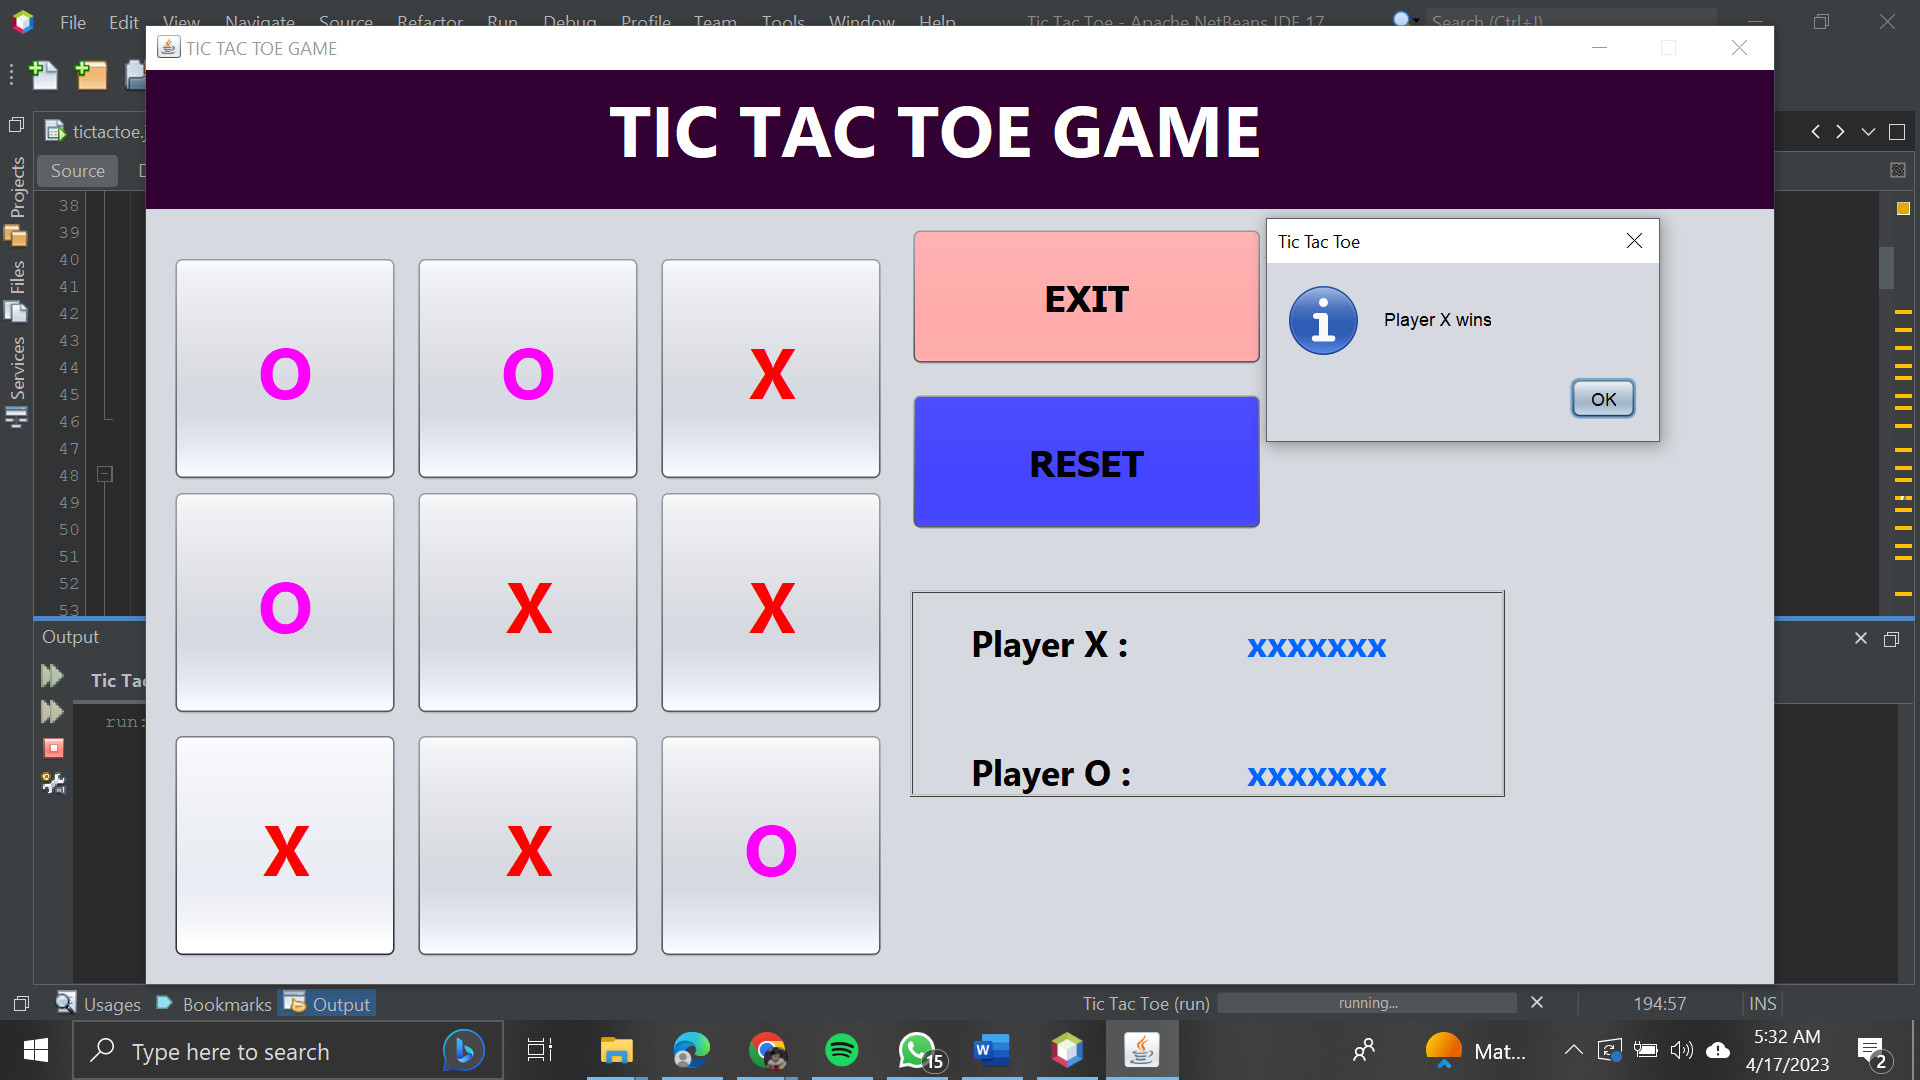 File Edit View Navigate Source Refactor Run Debug Profile Team Tools Window Help Tic Tac Toe - Apache NetBeans IDE 17 Search (Ctrl+I)
TIC TAC TOE GAME
TIC TAC TOE GAME
tictactoe.j
Source
Projects
Files
Services
38
39
40
41
42
43
44
45
46
47
48
49
50
51
52
53
O O X
O X X
X X O
EXIT
RESET
Tic Tac Toe
Player X wins
OK
Player X : xxxxxxx
Player O : xxxxxxx
Output
Tic Tac
run:
Usages Bookmarks Output Tic Tac Toe (run) running... 194:57 INS
Type here to search
15
Mat...
5:32 AM
4/17/2023
2